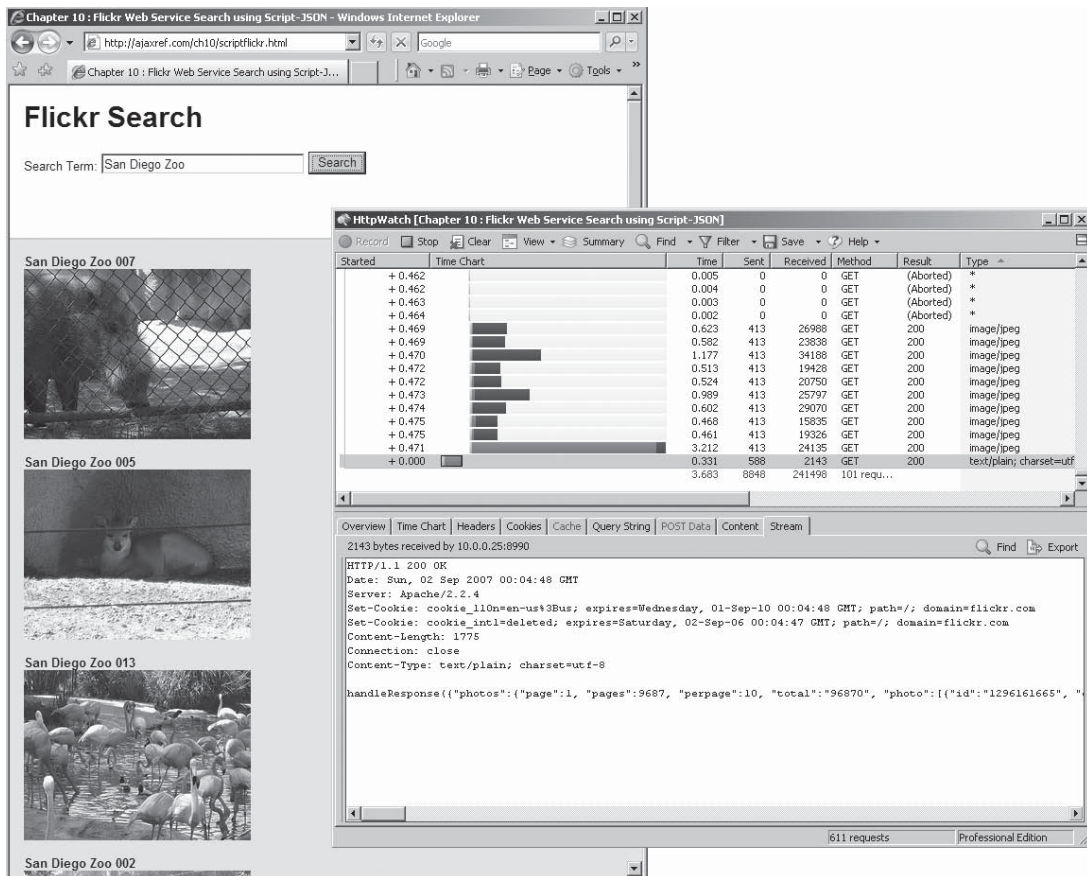 Chapter 10 : Flickr Web Service Search using Script-JSON - Windows Internet Explorer
http://ajaxref.com/ch10/scriptflickr.html
Google
Chapter 10 : Flickr Web Service Search using Script-J...
Page
Tools
»
Flickr Search
Search Term: San Diego Zoo Search
San Diego Zoo 007
San Diego Zoo 005
San Diego Zoo 013
San Diego Zoo 002
HttpWatch [Chapter 10 : Flickr Web Service Search using Script-JSON]
Record Stop Clear View Summary Find Filter Save Help
Started Time Chart Time Sent Received Method Result Type
+ 0.462 0.005 0 0 GET (Aborted) *
+ 0.462 0.004 0 0 GET (Aborted) *
+ 0.463 0.003 0 0 GET (Aborted) *
+ 0.464 0.002 0 0 GET (Aborted) *
+ 0.469 0.623 413 26988 GET 200 image/jpeg
+ 0.469 0.582 413 23838 GET 200 image/jpeg
+ 0.470 1.177 413 34188 GET 200 image/jpeg
+ 0.472 0.513 413 19428 GET 200 image/jpeg
+ 0.472 0.524 413 20750 GET 200 image/jpeg
+ 0.473 0.989 413 25797 GET 200 image/jpeg
+ 0.474 0.602 413 29070 GET 200 image/jpeg
+ 0.475 0.468 413 15835 GET 200 image/jpeg
+ 0.475 0.461 413 19326 GET 200 image/jpeg
+ 0.471 3.212 413 24135 GET 200 image/jpeg
+ 0.000 0.331 588 2143 GET 200 text/plain; charset=utf
3.683 8848 241498 101 requ...
Overview Time Chart Headers Cookies Cache Query String POST Data Content Stream
2143 bytes received by 10.0.0.25:8990 Find Export
HTTP/1.1 200 OK
Date: Sun, 02 Sep 2007 00:04:48 GMT
Server: Apache/2.2.4
Set-Cookie: cookie_l10n=en-us%3Bus; expires=Wednesday, 01-Sep-10 00:04:48 GMT; path=/; domain=flickr.com
Set-Cookie: cookie_intl=deleted; expires=Saturday, 02-Sep-06 00:04:47 GMT; path=/; domain=flickr.com
Content-Length: 1775
Connection: close
Content-Type: text/plain; charset=utf-8
handleResponse({"photos":{"page":1, "pages":9687, "perpage":10, "total":"96870", "photo":[{"id":"1296161665", "
611 requests Professional Edition